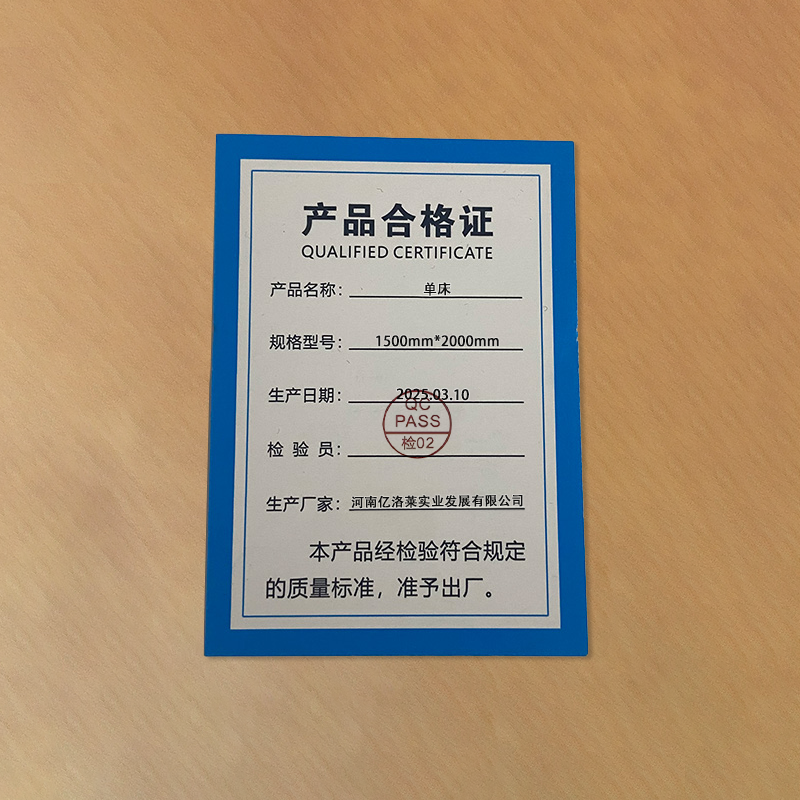 产品合格证
QUALIFIED CERTIFICATE
产品名称：单床
规格型号：1500mm*2000mm
生产日期：2025.03.10
QC
PASS
检02
检 验 员：
生产厂家：河南亿洛莱实业发展有限公司
本产品经检验符合规定
的质量标准，准予出厂。